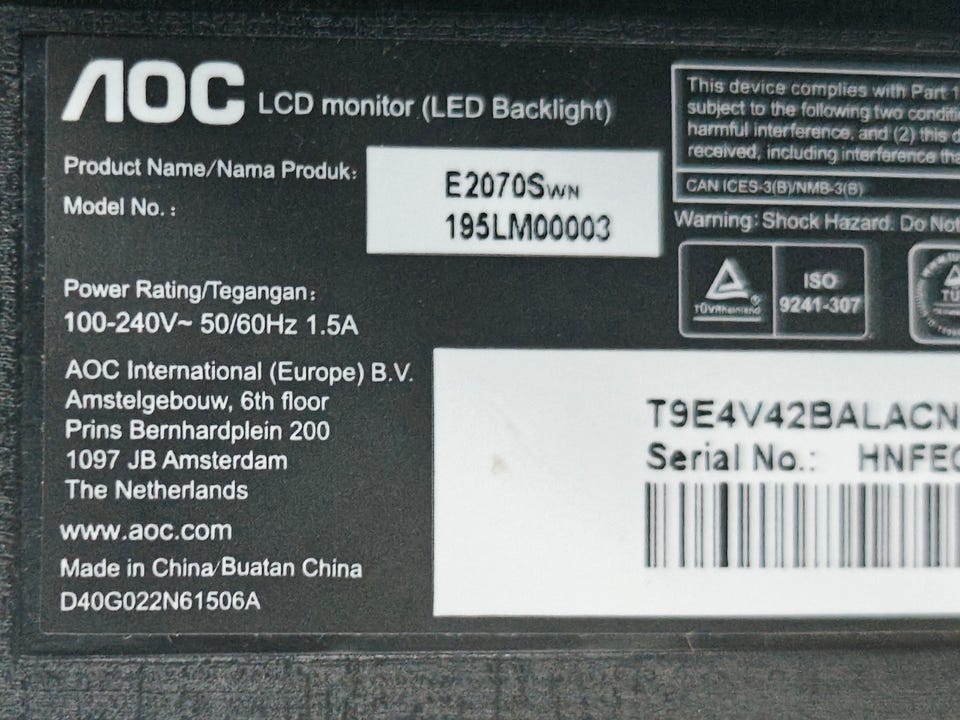 AOC LCD monitor (LED Backlight)
Product Name/Nama Produk: E2070SWN
Model No.: 195LM00003
Power Rating/Tegangan:
100-240V~ 50/60Hz 1.5A
AOC International (Europe) B.V.
Amstelgebouw, 6th floor
Prins Bernhardplein 200
1097 JB Amsterdam
The Netherlands
www.aoc.com
Made in China/Buatan China
D40G022N61506A
This device complies with Part 1
subject to the following two conditi
harmful interference, and (2) this d
received, including interference tha
CAN ICES-3(B)/NMB-3(B)
Warning: Shock Hazard. Do Not
TÜVRheinland
ISO
9241-307
TÜ
T9E4V42BALACN
Serial No.: HNFE